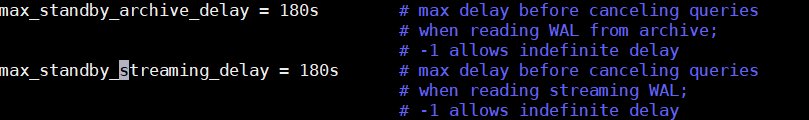 max_standby_archive_delay = 180s # max delay before canceling queries
# when reading WAL from archive;
# -1 allows indefinite delay
max_standby_streaming_delay = 180s # max delay before canceling queries
# when reading streaming WAL;
# -1 allows indefinite delay